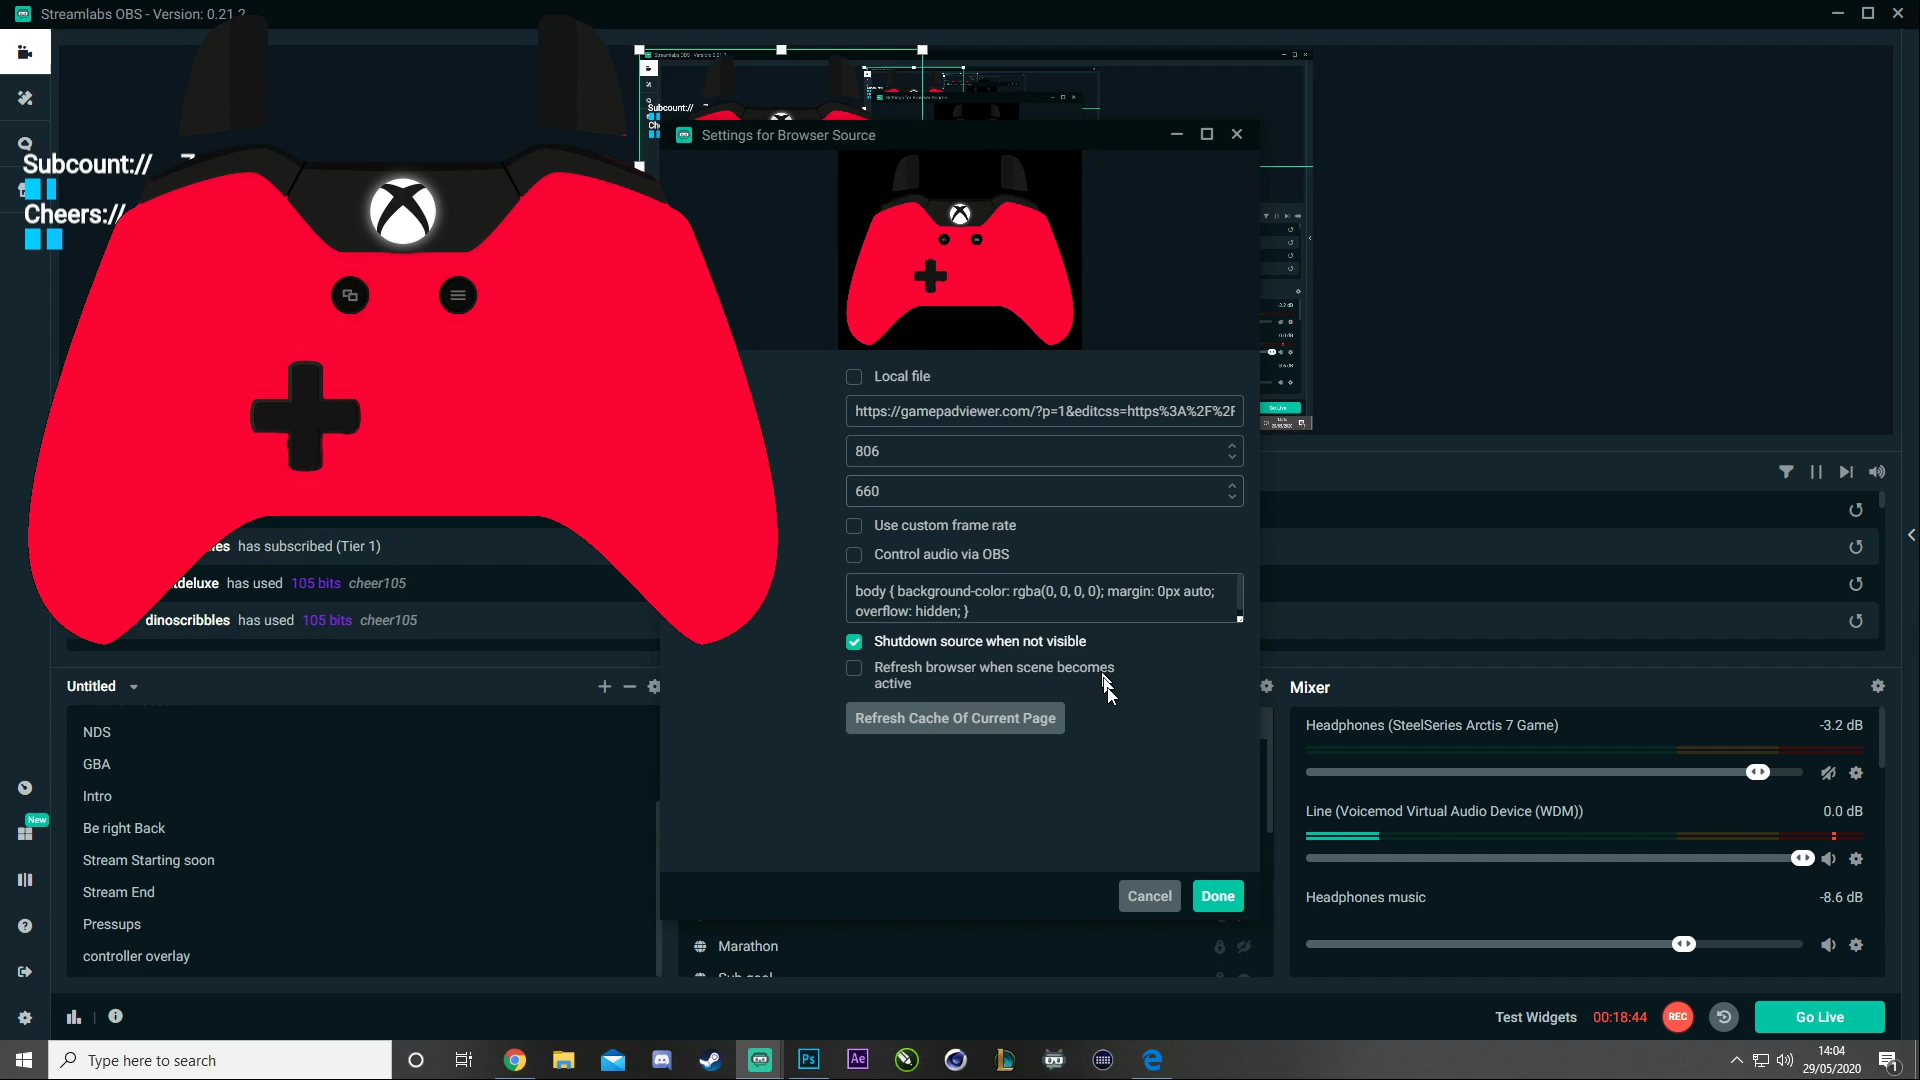 Streamlabs OBS - Version: 0.21.2
Subcount://
Cheers://
Settings for Browser Source
Local file
https://gamepadviewer.com/?p=1&editcss=https%3A%2F%2F
806
660
Use custom frame rate
Control audio via OBS
body { background-color: rgba(0, 0, 0, 0); margin: 0px auto;
overflow: hidden; }
Shutdown source when not visible
Refresh browser when scene becomes
active
Refresh Cache Of Current Page
Cancel
Done
has subscribed (Tier 1)
deluxe has used 105 bits cheer105
dinoscribbles has used 105 bits cheer105
Untitled
NDS
GBA
Intro
Be right Back
Stream Starting soon
Stream End
Pressups
controller overlay
Marathon
Mixer
Headphones (SteelSeries Arctis 7 Game)
-3.2 dB
Line (Voicemod Virtual Audio Device (WDM))
0.0 dB
Headphones music
-8.6 dB
New
Test Widgets
00:18:44
REC
Go Live
Type here to search
Ps
Ae
14:04
29/05/2020
1